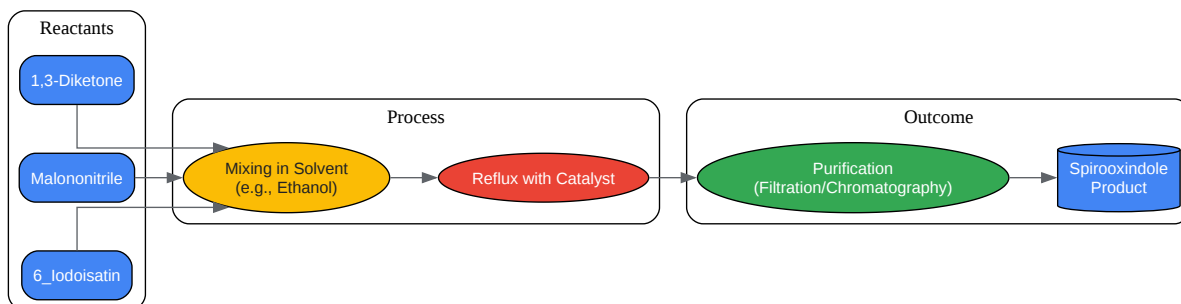 Reactants
1,3-Diketone
Malononitrile
6_Iodoisatin
Process
Mixing in Solvent
(e.g., Ethanol)
Reflux with Catalyst
Outcome
Purification
(Filtration/Chromatography)
Spirooxindole
Product